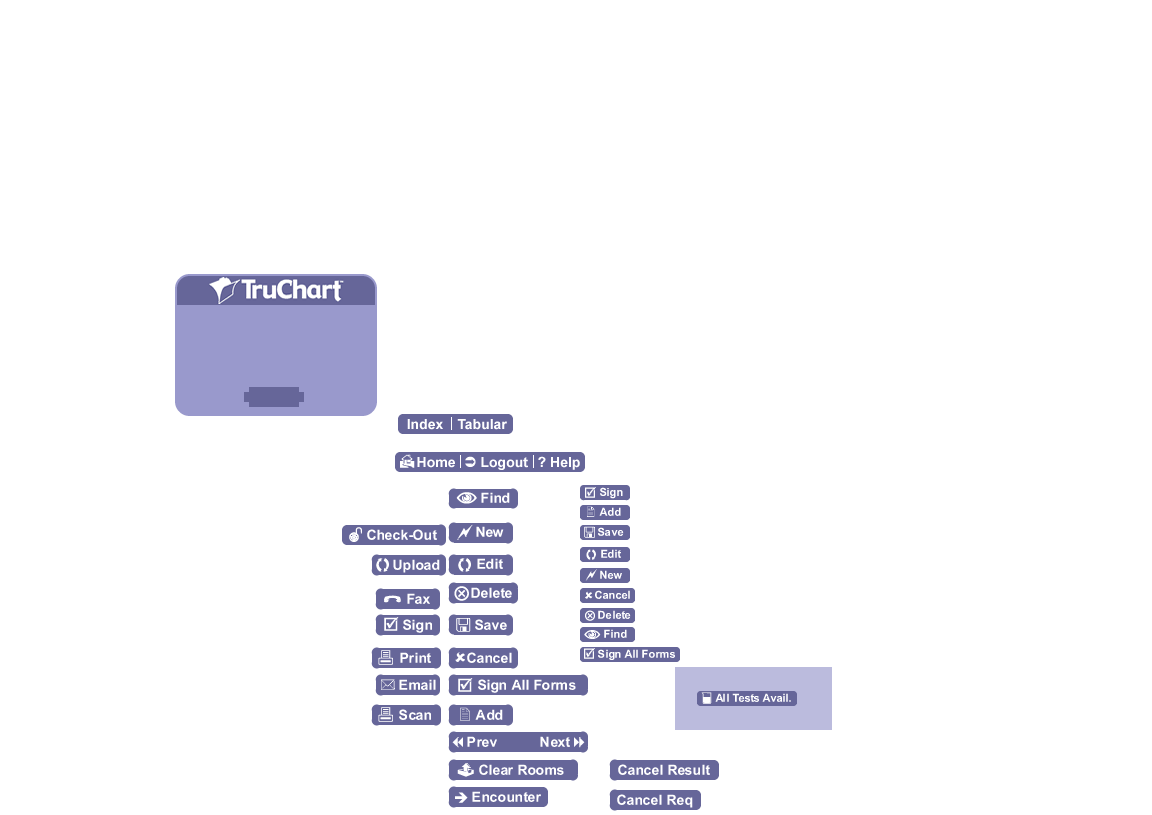 TruChart™
Index | Tabular
Home | Logout | ? Help
Find
Check-Out
New
Upload
Edit
Fax
Delete
Sign
Save
Print
Cancel
Email
Sign All Forms
Scan
Add
Prev Next
Clear Rooms
Encounter
Sign
Add
Save
Edit
New
Cancel
Delete
Find
Sign All Forms
All Tests Avail.
Cancel Result
Cancel Req